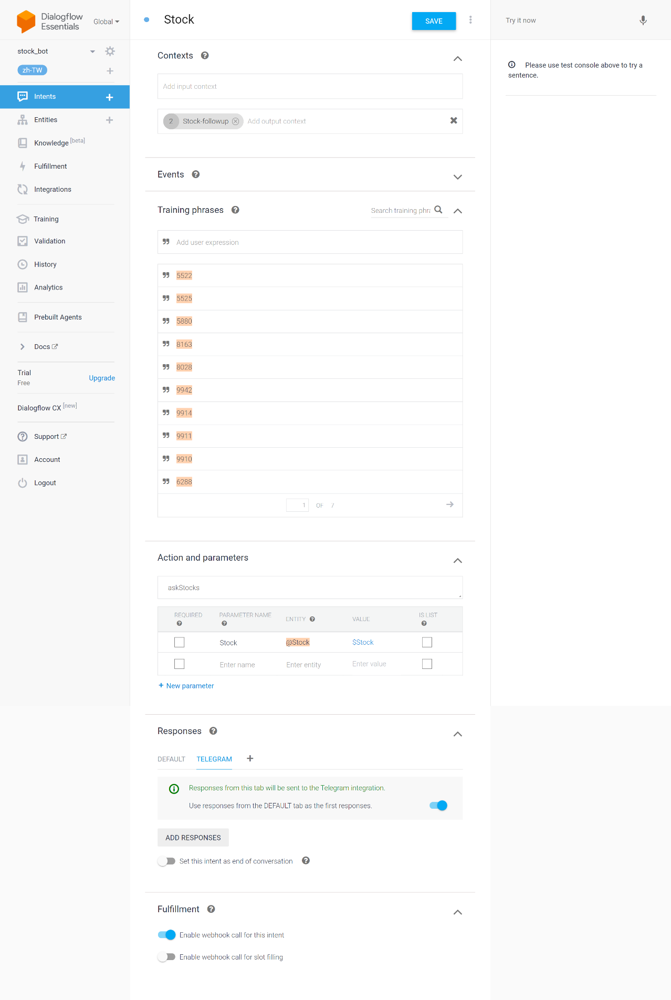 Dialogflow
Essentials
Global
stock_bot
zh-TW
Intents
Entities
Knowledge [beta]
Fulfillment
Integrations
Training
Validation
History
Analytics
Prebuilt Agents
Docs
Trial
Free
Upgrade
Dialogflow CX [new]
Support
Account
Logout
Stock
SAVE
Contexts
Add input context
2 Stock-followup Add output context
Events
Training phrases
Search training phra
Add user expression
5522
5525
5880
8163
8028
9942
9914
9911
9910
6288
1 OF 7
Action and parameters
askStocks
REQUIRED PARAMETER NAME ENTITY VALUE IS LIST
Stock @Stock $Stock
Enter name Enter entity Enter value
+ New parameter
Responses
DEFAULT TELEGRAM +
Responses from this tab will be sent to the Telegram integration.
Use responses from the DEFAULT tab as the first responses.
ADD RESPONSES
Set this intent as end of conversation
Fulfillment
Enable webhook call for this intent
Enable webhook call for slot filling
Try it now
Please use test console above to try a
sentence.